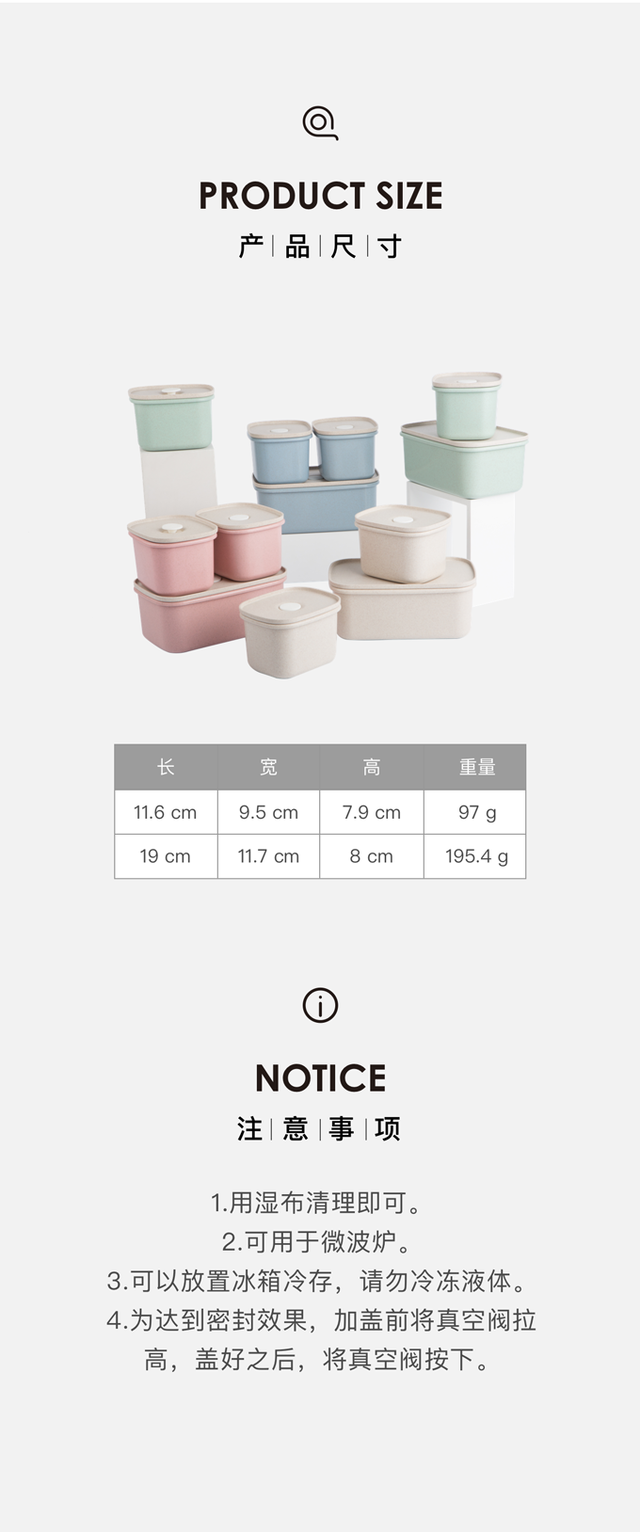 PRODUCT SIZE
产|品|尺|寸
长 宽 高 重量
11.6 cm 9.5 cm 7.9 cm 97 g
19 cm 11.7 cm 8 cm 195.4 g
NOTICE
注|意|事|项
1.用湿布清理即可。
2.可用于微波炉。
3.可以放置冰箱冷存，请勿冷冻液体。
4.为达到密封效果，加盖前将真空阀拉
高，盖好之后，将真空阀按下。